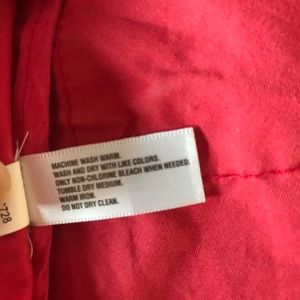 MACHINE WASH WARM.
WASH AND DRY WITH LIKE COLORS.
ONLY NON-CHLORINE BLEACH WHEN NEEDED.
TUMBLE DRY MEDIUM.
WARM IRON.
DO NOT DRY CLEAN.
728